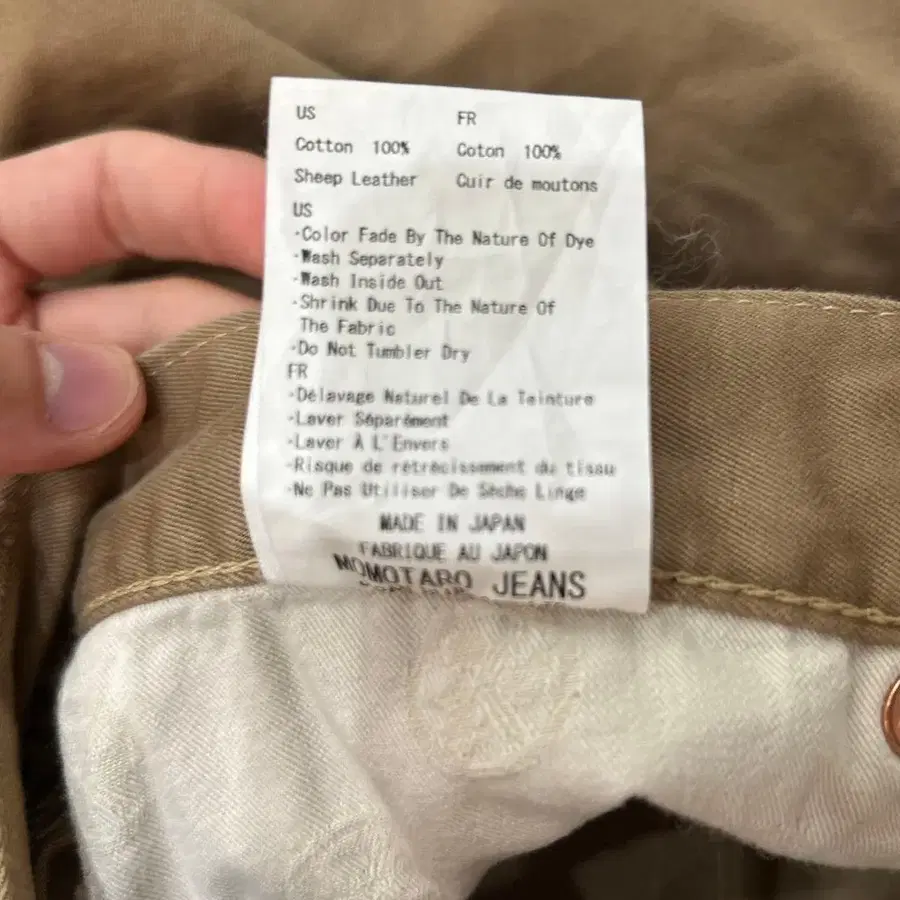 US FR
Cotton 100% Coton 100%
Sheep Leather Cuir de moutons
US
·Color Fade By The Nature Of Dye
·Wash Separately
·Wash Inside Out
·Shrink Due To The Nature Of
The Fabric
·Do Not Tumbler Dry
FR
·Délavage Naturel De La Teinture
·Laver Séparément
·Laver À L'Envers
·Risque de rétrécissement du tissu
·Ne Pas Utiliser De Sèche Linge
MADE IN JAPAN
FABRIQUE AU JAPON
MOMOTARO JEANS